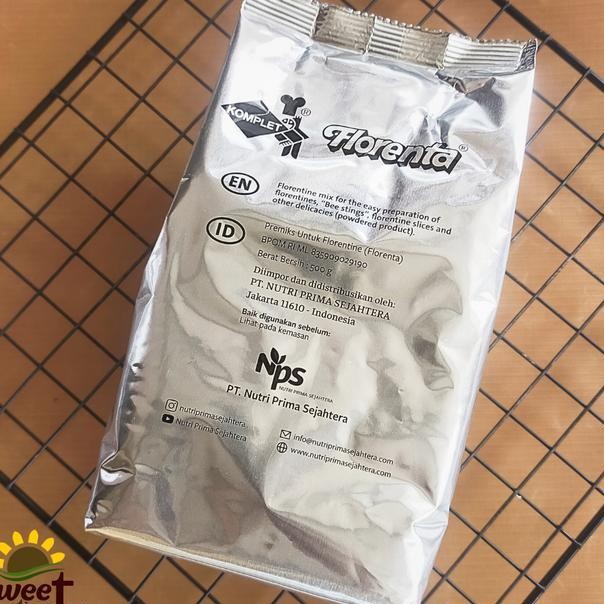 KOMPLET ®
Florenta ®
EN
Florentine mix for the easy preparation of
florentines, "Bee stings", florentine slices and
other delicacies (powdered product).
ID
Premiks Untuk Florentine (Florenta)
BPOM RI ML 835909029190
Berat Bersih : 500 g
Diimpor dan didistribusikan oleh:
PT. NUTRI PRIMA SEJAHTERA
Jakarta 11610 - Indonesia
Baik digunakan sebelum:
Lihat pada kemasan
NPS
NUTRI PRIMA SEJAHTERA
PT. Nutri Prima Sejahtera
nutriprimasejahtera
Nutri Prima Sejahtera
info@nutriprimasejahtera.com
www.nutriprimasejahtera.com
weet